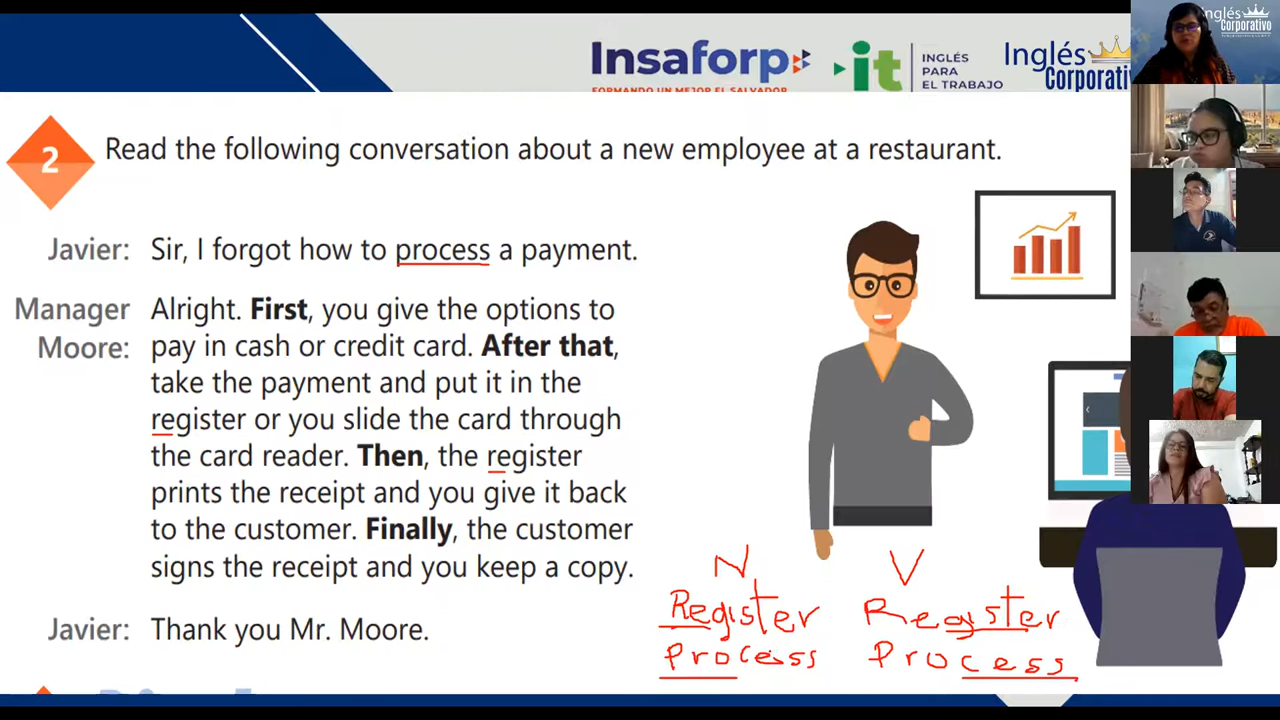 Insaforp
FORMANDO UN MEJOR EL SALVADOR
it
INGLÉS
PARA
EL TRABAJO
Inglés
Corporativ
Inglés
Corporativo
2
Read the following conversation about a new employee at a restaurant.
Javier: Sir, I forgot how to process a payment.
Manager Alright. First, you give the options to
Moore: pay in cash or credit card. After that,
take the payment and put it in the
register or you slide the card through
the card reader. Then, the register
prints the receipt and you give it back
to the customer. Finally, the customer
signs the receipt and you keep a copy.
Javier: Thank you Mr. Moore.
N V
Register Register
Process Process